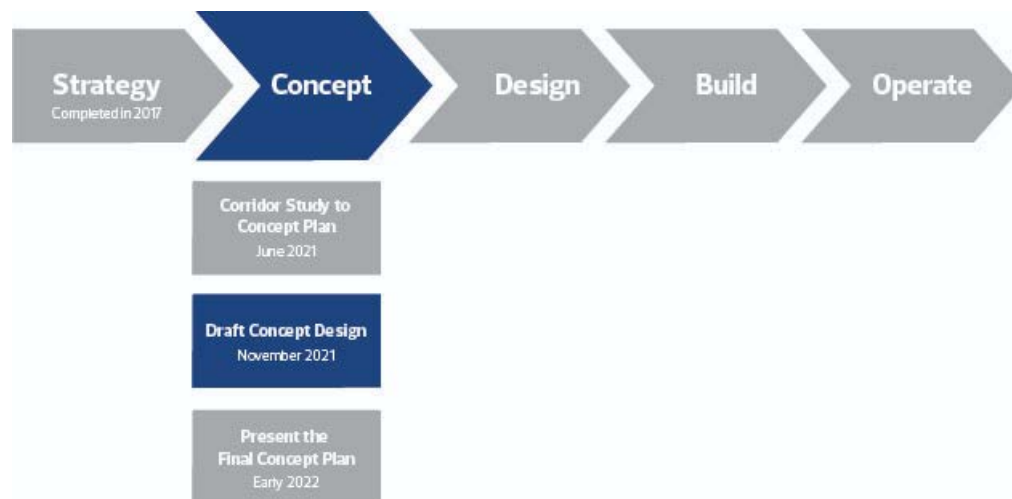 Strategy
Completed in 2017
Concept
Design
Build
Operate
Corridor Study to
Concept Plan
June 2021
Draft Concept Design
November 2021
Present the
Final Concept Plan
Early 2022